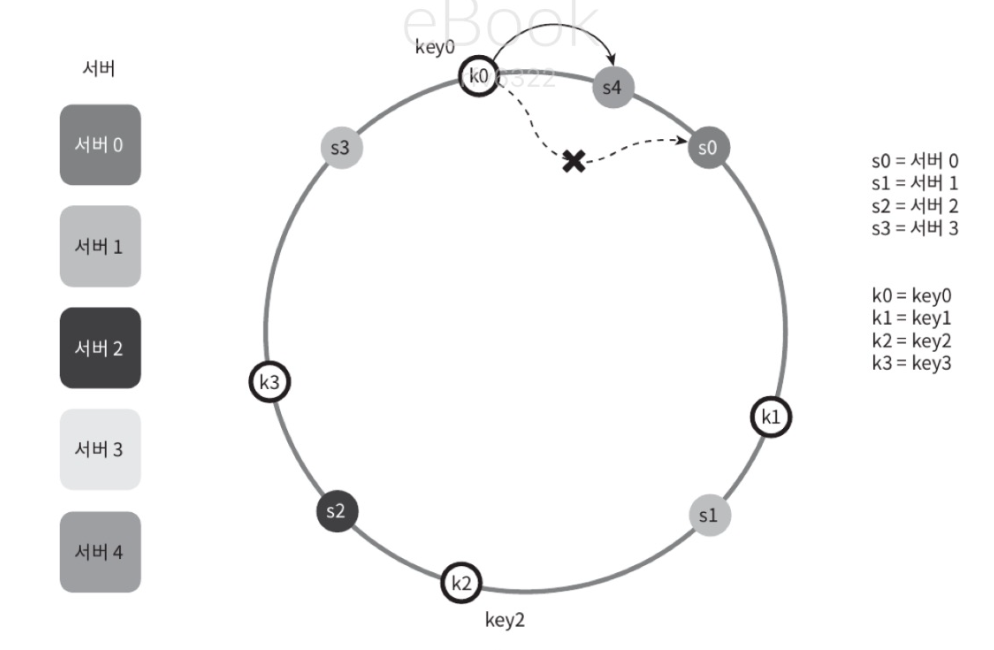 eBook
key0
서버
k0
s4
s3
s0
서버 0
서버 1
서버 2
서버 3
서버 4
s0 = 서버 0
s1 = 서버 1
s2 = 서버 2
s3 = 서버 3
k0 = key0
k1 = key1
k2 = key2
k3 = key3
k3
k1
s2
s1
k2
key2